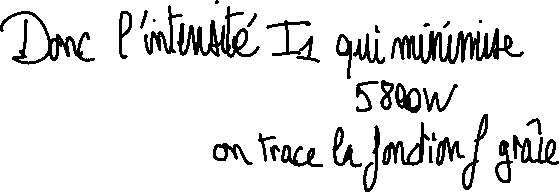 Donc l'intensité I1 qui minimise
5800W
on trace la fonction f grâce